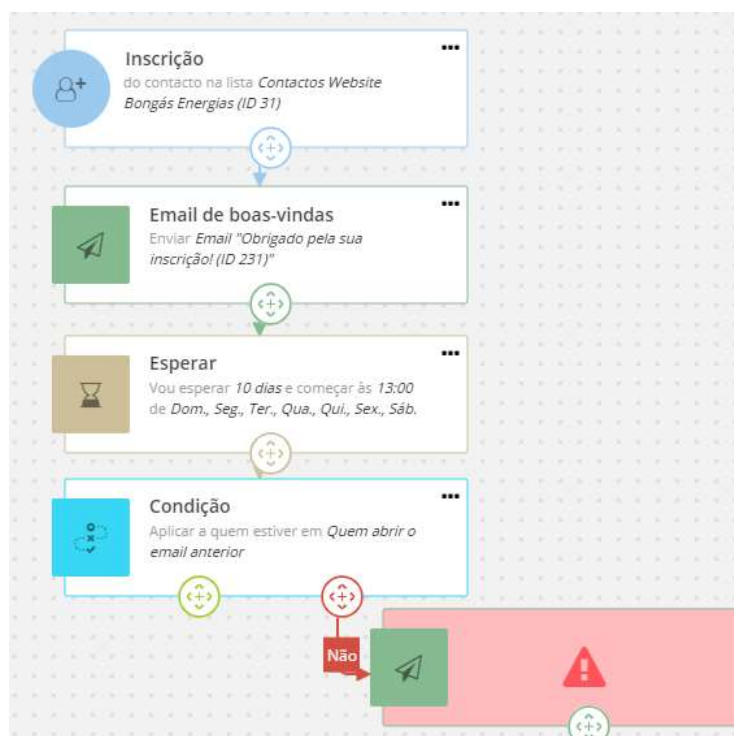 Inscrição
do contacto na lista Contactos Website
Bongás Energias (ID 31)
Email de boas-vindas
Enviar Email "Obrigado pela sua
inscrição! (ID 231)"
Esperar
Vou esperar 10 dias e começar às 13:00
de Dom., Seg., Ter., Qua., Qui., Sex., Sáb.
Condição
Aplicar a quem estiver em Quem abrir o
email anterior
Não